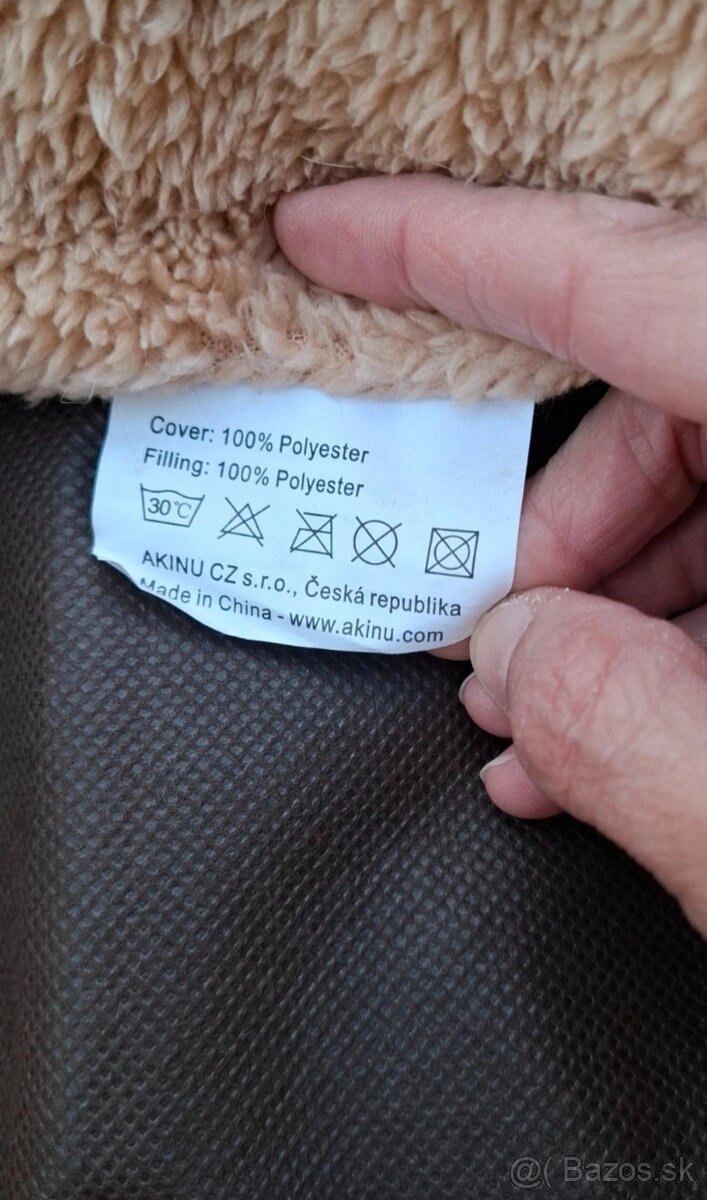 Cover: 100% Polyester
Filling: 100% Polyester
30°C
AKINU CZ s.r.o., Česká republika
Made in China - www.akinu.com
@( Bazos.sk